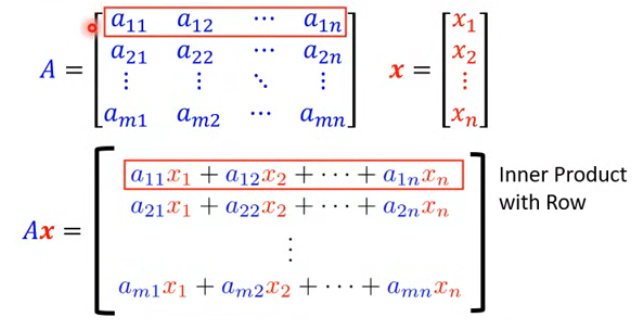 A = [ a₁₁ a₁₂ ⋯ a₁ₙ
a₂₁ a₂₂ ⋯ a₂ₙ
⋮ ⋮ ⋱ ⋮
aₘ₁ aₘ₂ ⋯ aₘₙ ]
x = [ x₁
x₂
⋮
xₙ ]
Ax = [ a₁₁x₁ + a₁₂x₂ + ⋯ + a₁ₙxₙ
a₂₁x₁ + a₂₂x₂ + ⋯ + a₂ₙxₙ
⋮
aₘ₁x₁ + aₘ₂x₂ + ⋯ + aₘₙxₙ ]
Inner Product
with Row